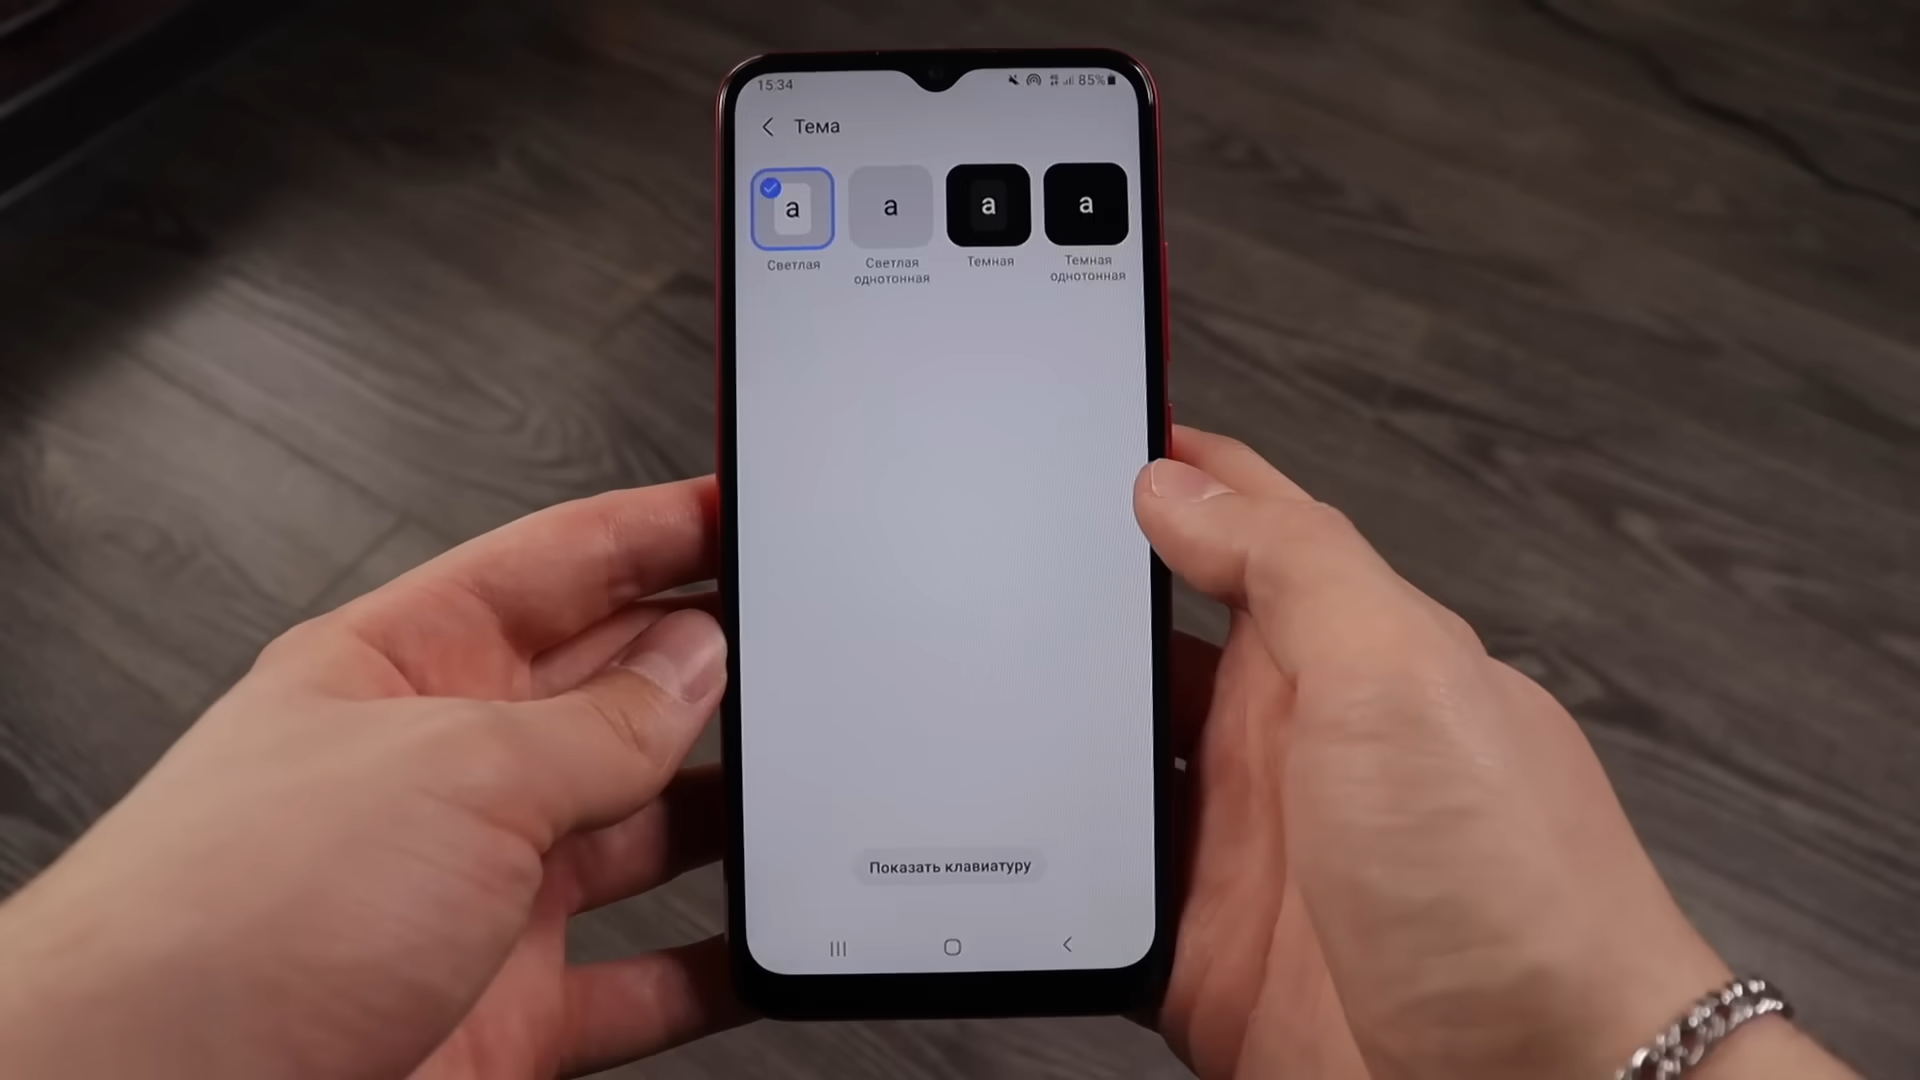 15:34
85%
Тема
a
a
a
a
Светлая
Светлая
однотонная
Темная
Темная
однотонная
Показать клавиатуру